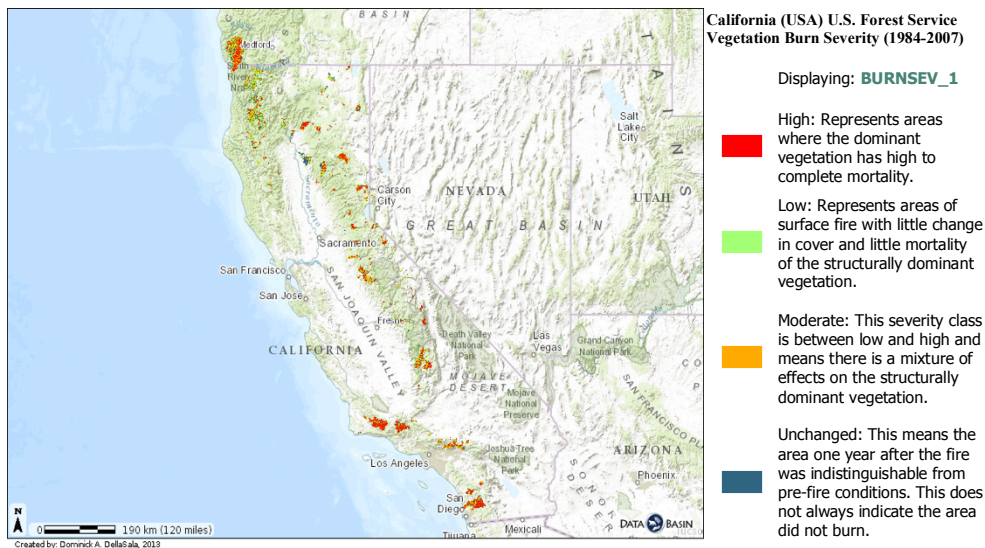 California (USA) U.S. Forest Service
Vegetation Burn Severity (1984-2007)
Displaying: BURNSEV_1
High: Represents areas
where the dominant
vegetation has high to
complete mortality.
Low: Represents areas of
surface fire with little change
in cover and little mortality
of the structurally dominant
vegetation.
Moderate: This severity class
is between low and high and
means there is a mixture of
effects on the structurally
dominant vegetation.
Unchanged: This means the
area one year after the fire
was indistinguishable from
pre-fire conditions. This does
not always indicate the area
did not burn.
BASIN
Medford
Salt
Lake
City
Carson
City
NEVADA
UTAH
GREAT BASIN
Sacramento
Sacramento
San Francisco
San Jose
SAN JOAQUIN VALLEY
Fresno
CALIFORNIA
Death Valley
National
Park
Las
Vegas
Grand Canyon
National Park
MOJAVE
DESERT
Mojave
National
Preserve
Los Angeles
Joshua Tree
National
Park
ARIZONA
Phoenix
San
Diego
Mexicali
Tijuana
N
0 190 km (120 miles)
DATA BASIN
Created by: Dominick A. DellaSala, 2013